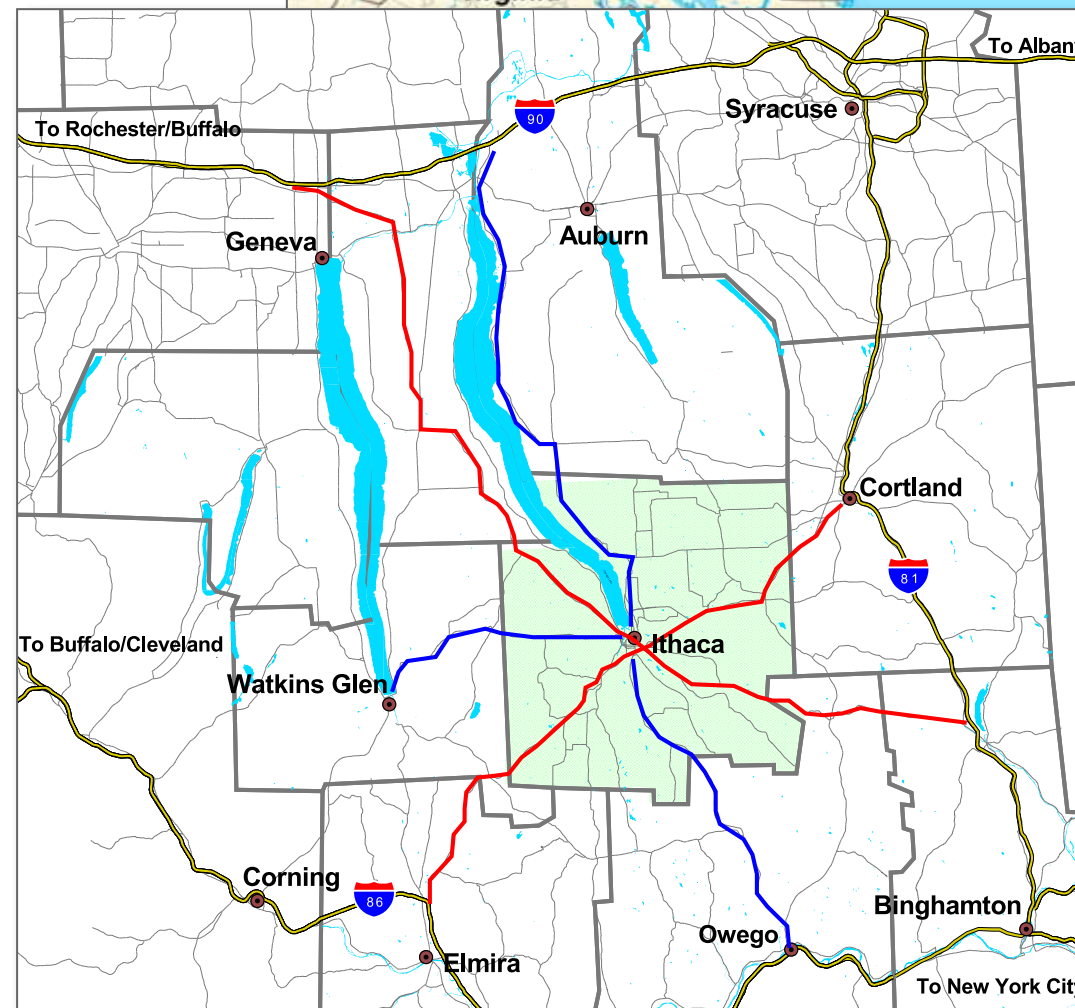 To Alban
Syracuse
90
To Rochester/Buffalo
Auburn
Geneva
Cortland
81
Ithaca
To Buffalo/Cleveland
Watkins Glen
Corning
86
Binghamton
Owego
Elmira
To New York City